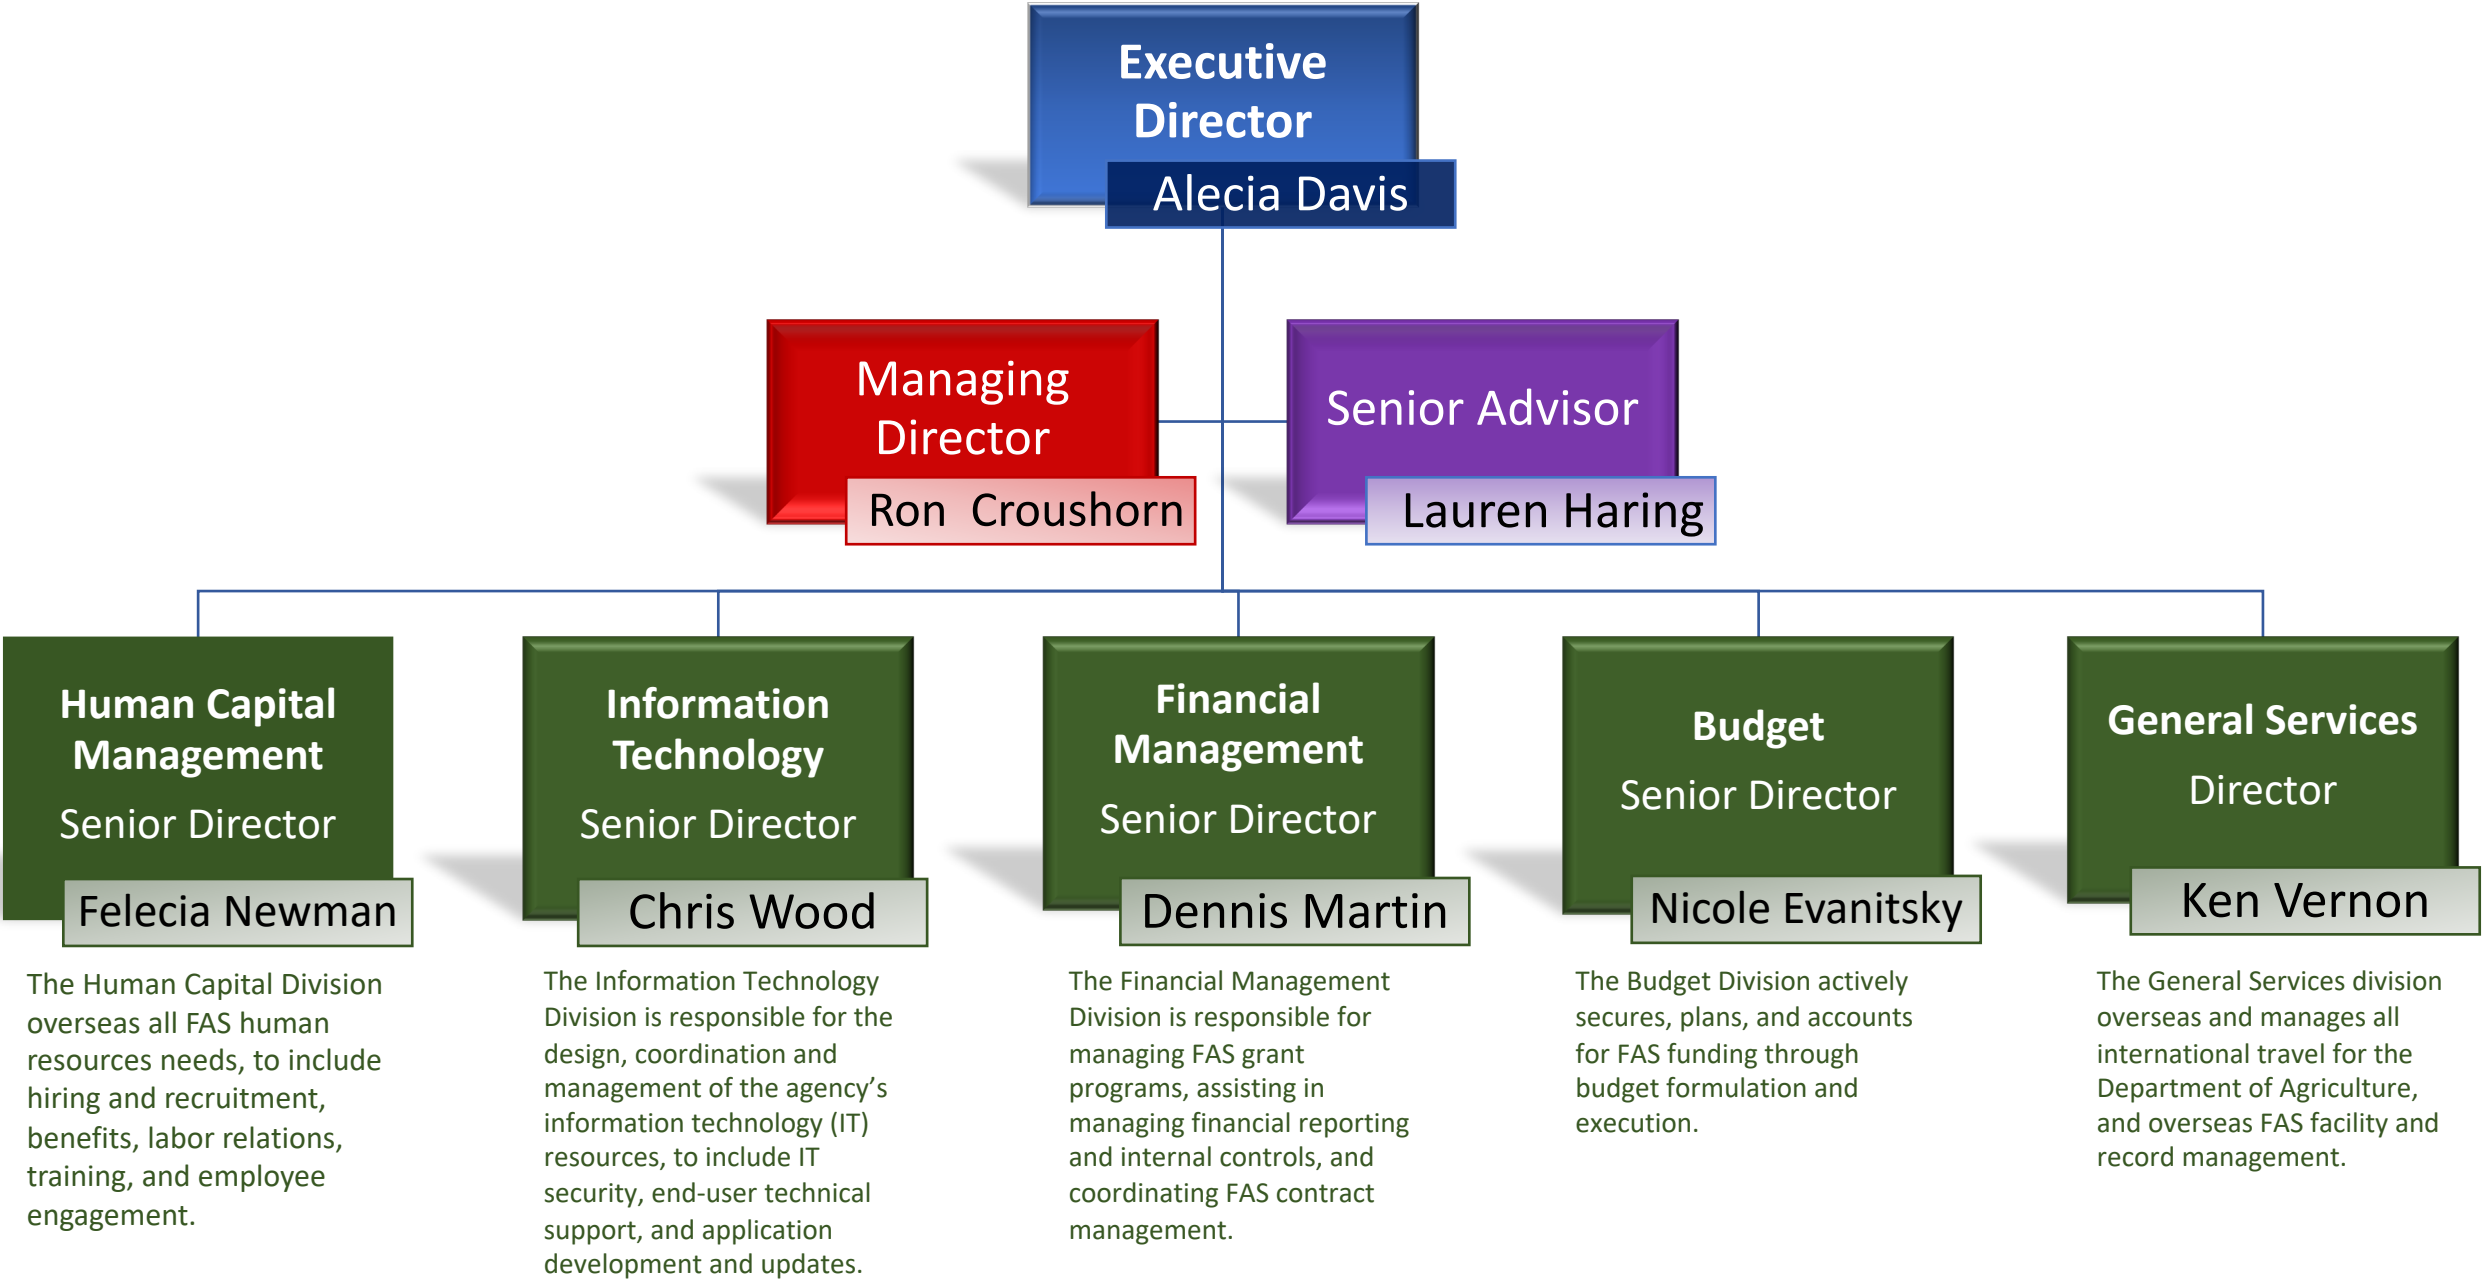 Executive
Director
Alecia Davis
Managing
Director
Ron  Croushorn
Senior Advisor
Lauren Haring
Human Capital
Management
Senior Director
Felecia Newman
The Human Capital Division
overseas all FAS human
resources needs, to include
hiring and recruitment,
benefits, labor relations,
training, and employee
engagement.
Information
Technology
Senior Director
Chris Wood
The Information Technology
Division is responsible for the
design, coordination and
management of the agency’s
information technology (IT)
resources, to include IT
security, end-user technical
support, and application
development and updates.
Financial
Management
Senior Director
Dennis Martin
The Financial Management
Division is responsible for
managing FAS grant
programs, assisting in
managing financial reporting
and internal controls, and
coordinating FAS contract
management.
Budget
Senior Director
Nicole Evanitsky
The Budget Division actively
secures, plans, and accounts
for FAS funding through
budget formulation and
execution.
General Services
Director
Ken Vernon
The General Services division
overseas and manages all
international travel for the
Department of Agriculture,
and overseas FAS facility and
record management.